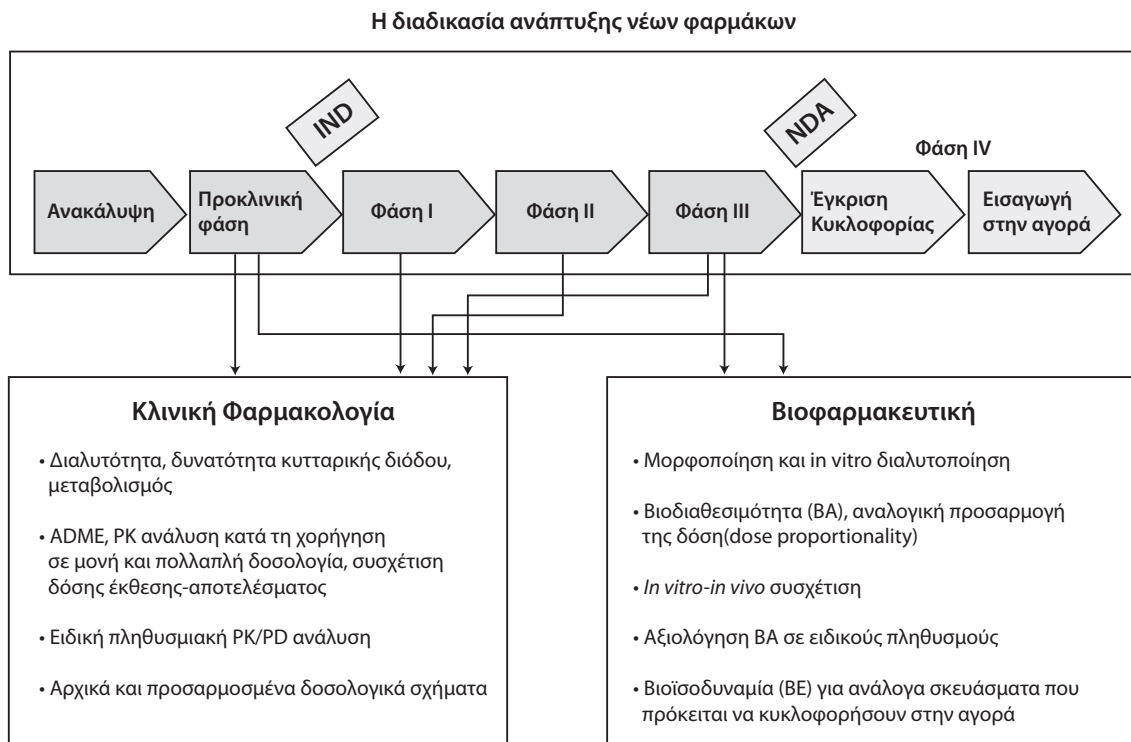 Η διαδικασία ανάπτυξης νέων φαρμάκων
IND
NDA
Φάση IV
Ανακάλυψη
Προκλινική
φάση
Φάση I
Φάση II
Φάση III
Έγκριση
Κυκλοφορίας
Εισαγωγή
στην αγορά
Κλινική Φαρμακολογία
• Διαλυτότητα, δυνατότητα κυτταρικής διόδου,
μεταβολισμός
• ADME, PK ανάλυση κατά τη χορήγηση
σε μονή και πολλαπλή δοσολογία, συσχέτιση
δόσης έκθεσης-αποτελέσματος
• Ειδική πληθυσμιακή PK/PD ανάλυση
• Αρχικά και προσαρμοσμένα δοσολογικά σχήματα
Βιοφαρμακευτική
• Μορφοποίηση και in vitro διαλυτοποίηση
• Βιοδιαθεσιμότητα (BA), αναλογική προσαρμογή
της δόση(dose proportionality)
• In vitro-in vivo συσχέτιση
• Αξιολόγηση BA σε ειδικούς πληθυσμούς
• Βιοϊσοδυναμία (BE) για ανάλογα σκευάσματα που
πρόκειται να κυκλοφορήσουν στην αγορά